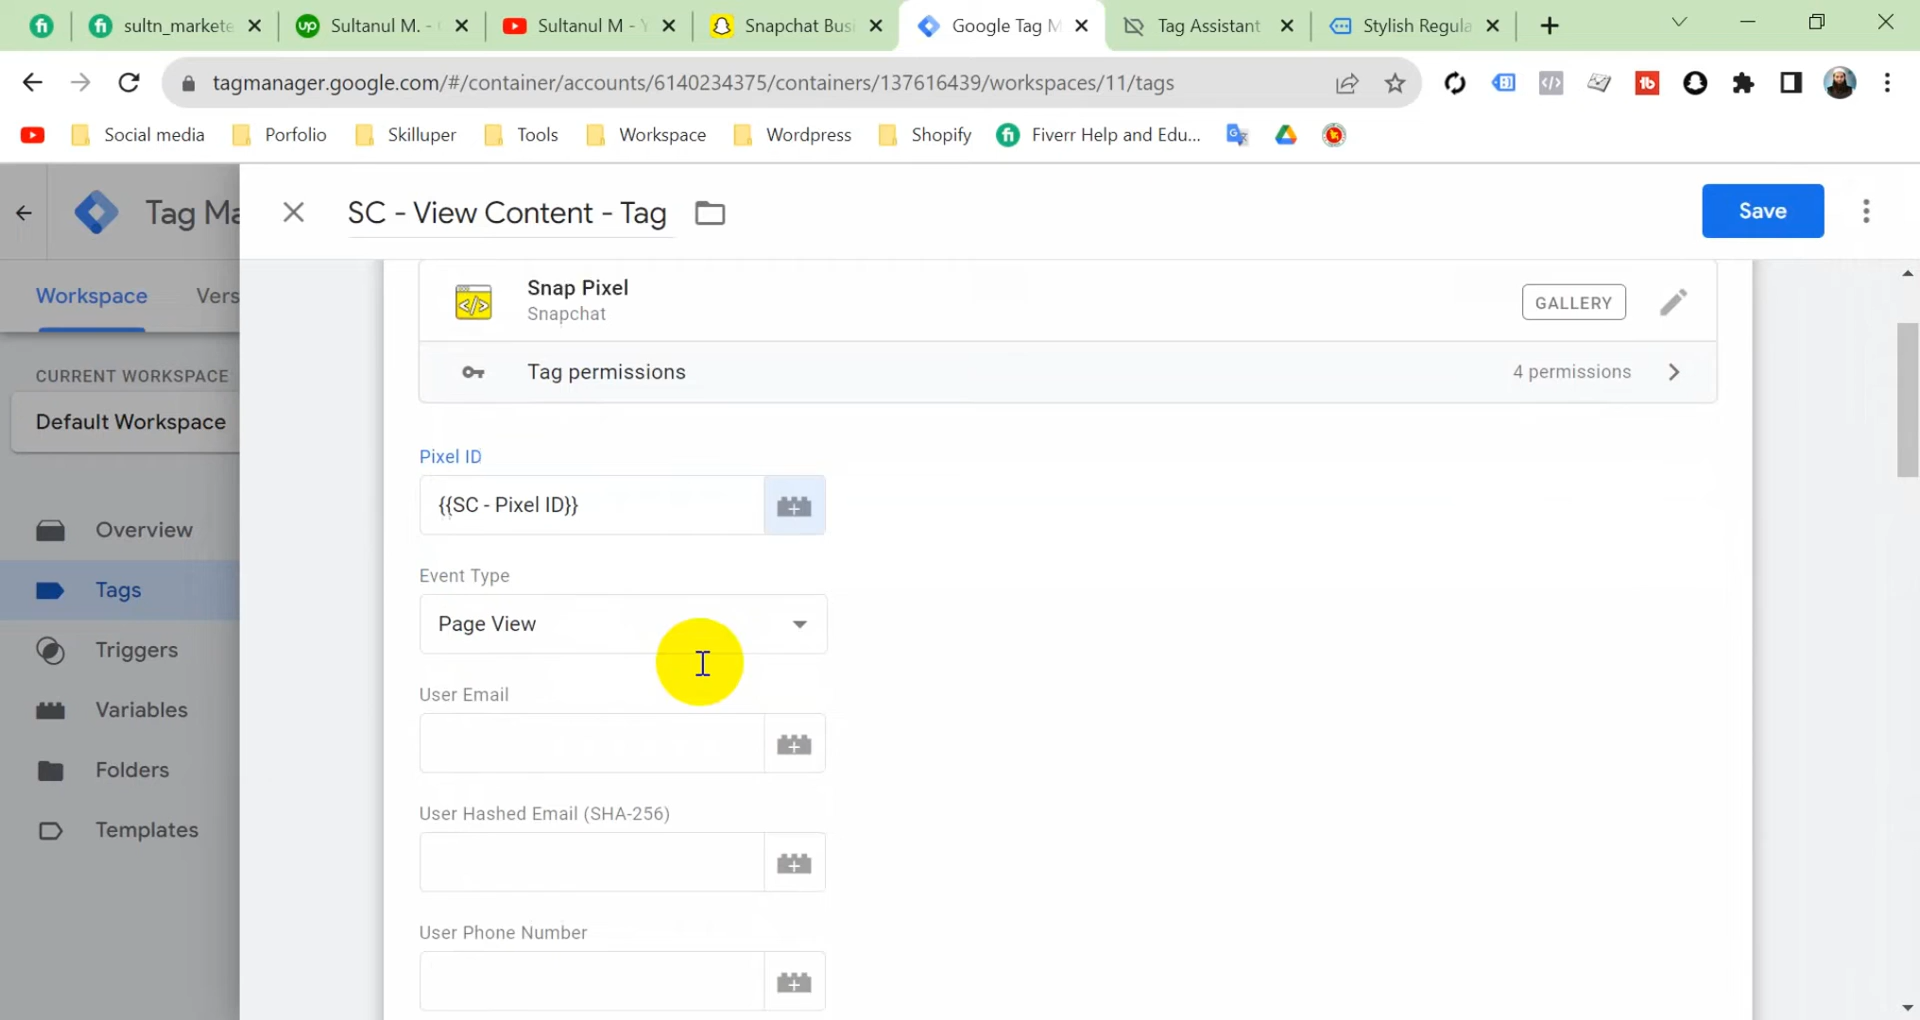 sultn_markete
Sultanul M. -
Sultanul M - Y
Snapchat Busi
Google Tag M
Tag Assistant
Stylish Regula
tagmanager.google.com/#/container/accounts/6140234375/containers/137616439/workspaces/11/tags
Social media
Porfolio
Skilluper
Tools
Workspace
Wordpress
Shopify
Fiverr Help and Edu...
Tag Ma
SC - View Content - Tag
Save
Workspace
Vers
Snap Pixel
Snapchat
GALLERY
Tag permissions
4 permissions
CURRENT WORKSPACE
Default Workspace
Pixel ID
{{SC - Pixel ID}}
Overview
Tags
Triggers
Variables
Folders
Templates
Event Type
Page View
User Email
User Hashed Email (SHA-256)
User Phone Number